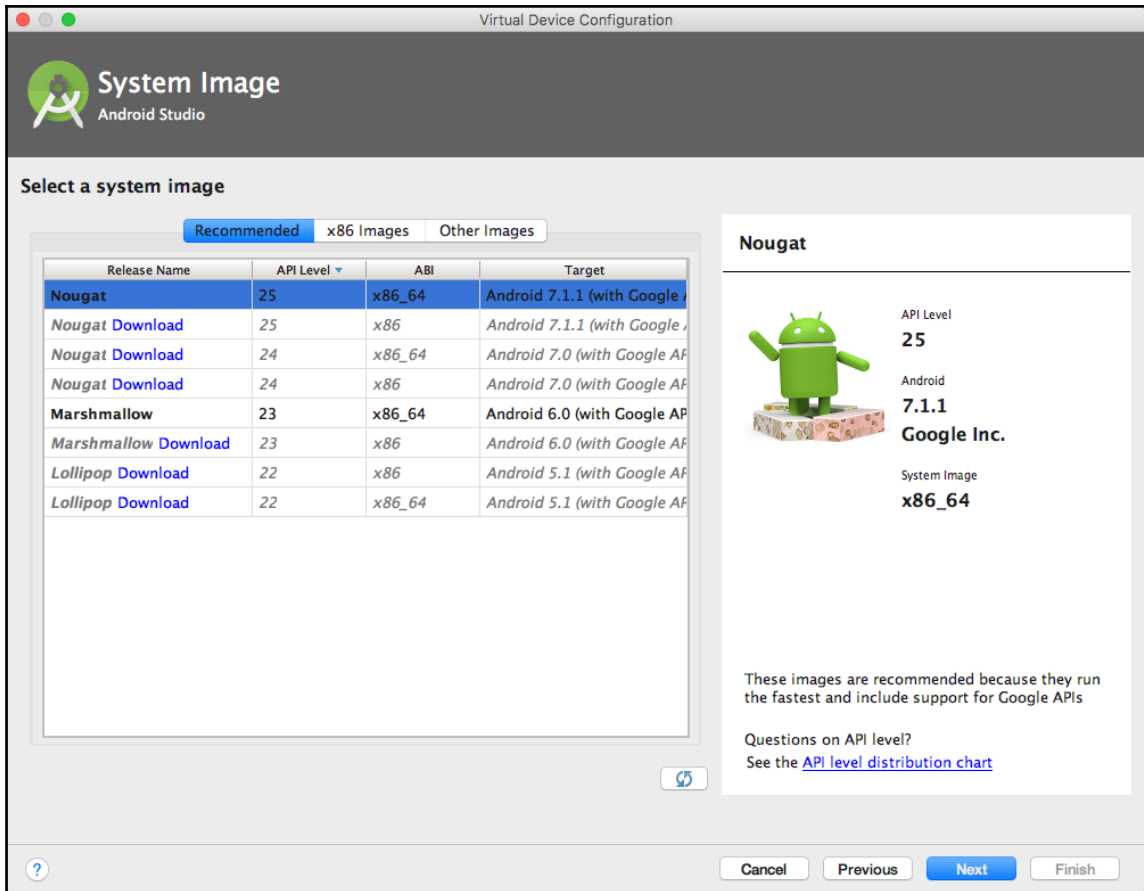 Virtual Device Configuration
System Image
Android Studio
Select a system image
Recommended x86 Images Other Images
Release Name API Level ABI Target
Nougat 25 x86_64 Android 7.1.1 (with Google
Nougat Download 25 x86 Android 7.1.1 (with Google
Nougat Download 24 x86_64 Android 7.0 (with Google
Nougat Download 24 x86 Android 7.0 (with Google
Marshmallow 23 x86_64 Android 6.0 (with Google
Marshmallow Download 23 x86 Android 6.0 (with Google
Lollipop Download 22 x86 Android 5.1 (with Google
Lollipop Download 22 x86_64 Android 5.1 (with Google
Nougat
API Level
25
Android
7.1.1
Google Inc.
System Image
x86_64
These images are recommended because they run
the fastest and include support for Google APIs
Questions on API level?
See the API level distribution chart
? Cancel Previous Next Finish